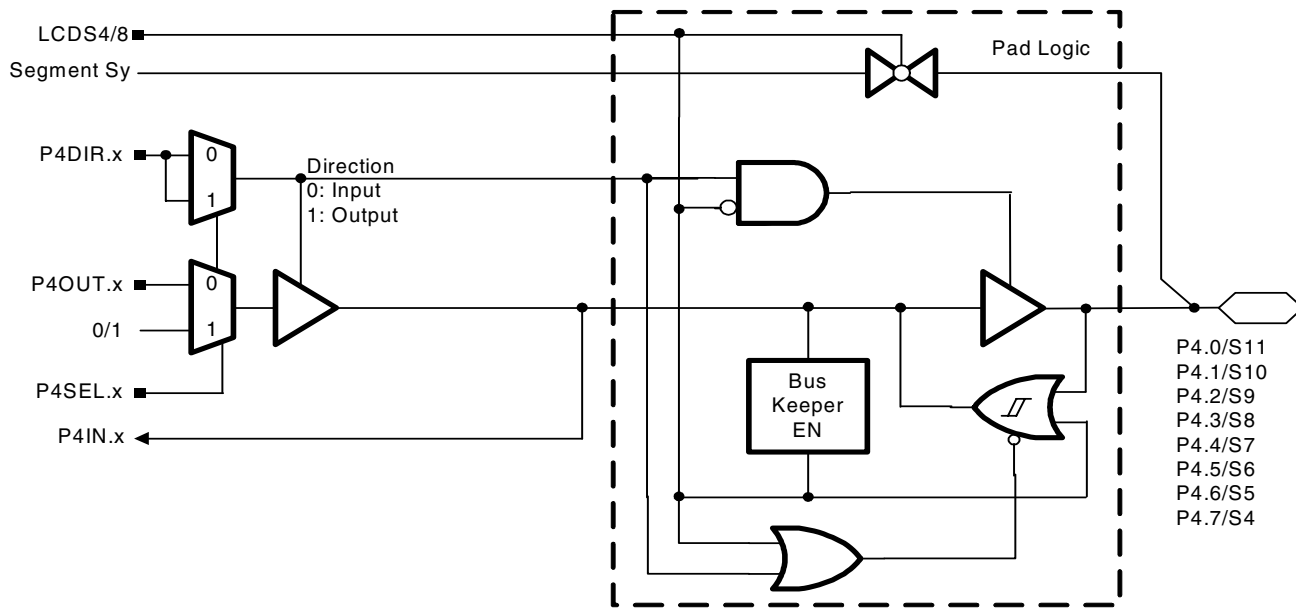 LCDS4/8
Segment Sy
Pad Logic
P4DIR.x
0
1
Direction
0: Input
1: Output
P4OUT.x
0
0/1
1
P4SEL.x
P4IN.x
Bus
Keeper
EN
P4.0/S11
P4.1/S10
P4.2/S9
P4.3/S8
P4.4/S7
P4.5/S6
P4.6/S5
P4.7/S4